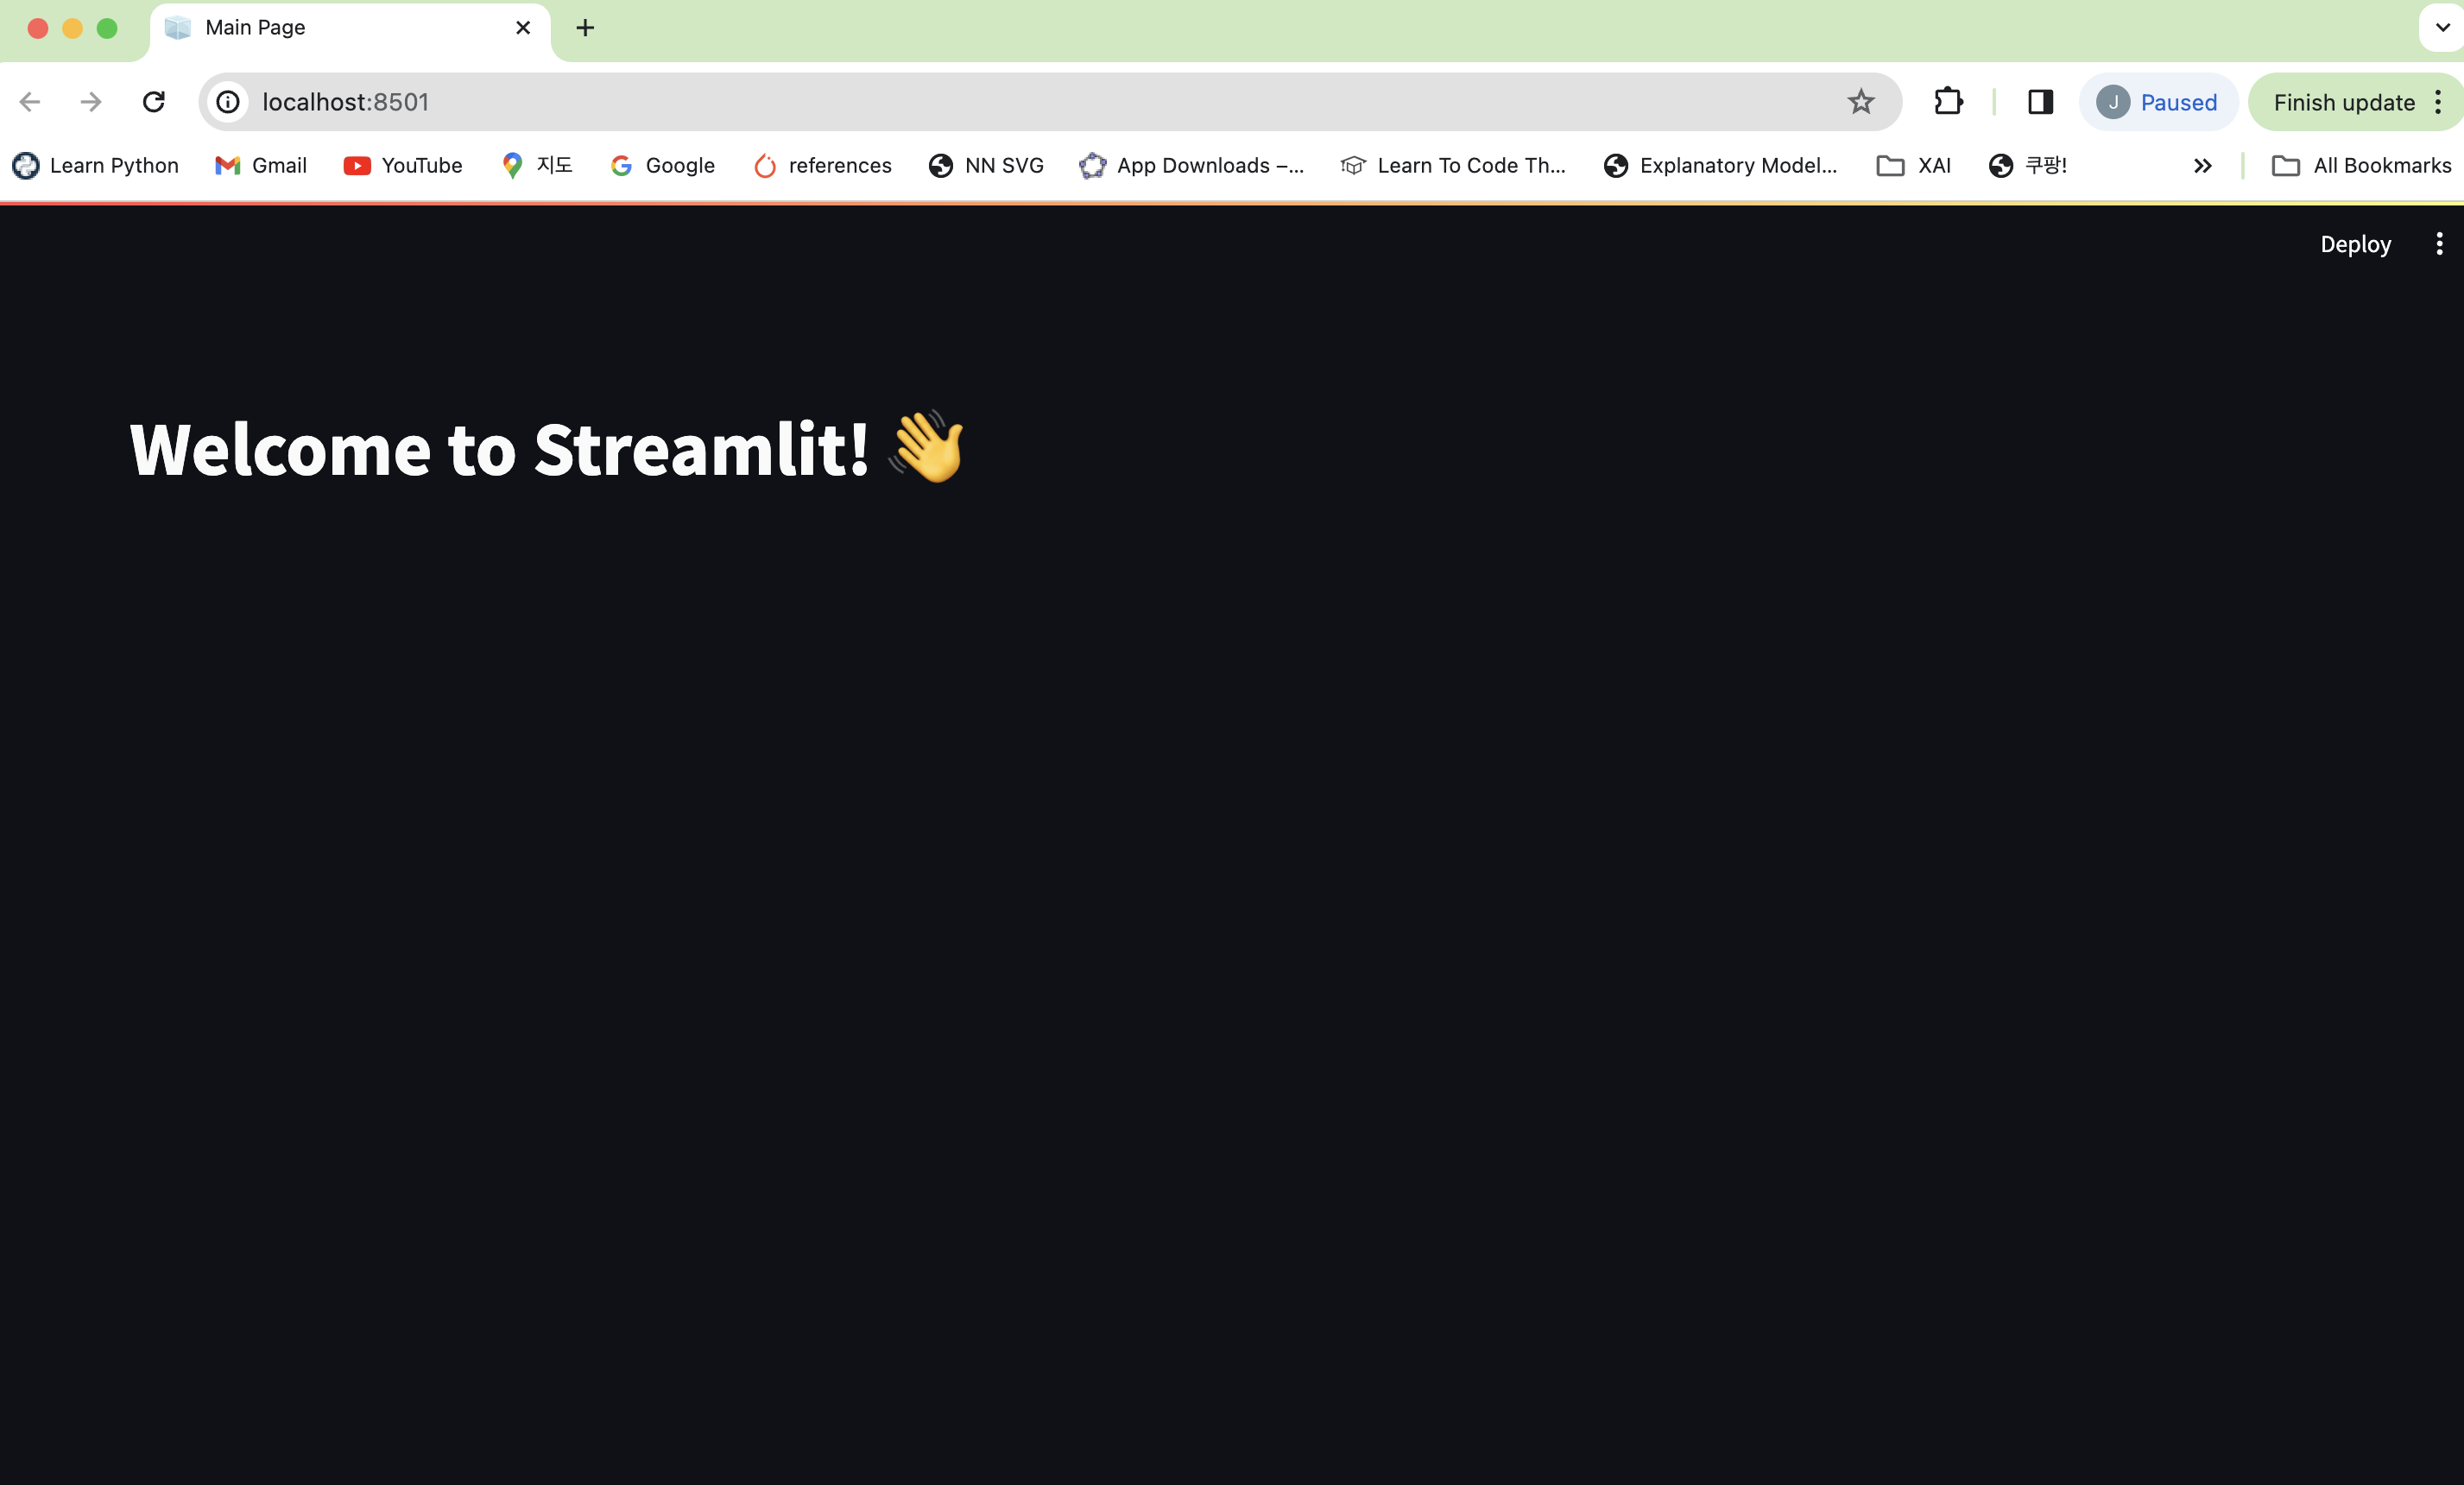 Main Page
localhost:8501
J Paused
Finish update
Learn Python
Gmail
YouTube
지도
Google
references
NN SVG
App Downloads –...
Learn To Code Th...
Explanatory Model...
XAI
쿠팡!
All Bookmarks
Deploy
Welcome to Streamlit! 👋